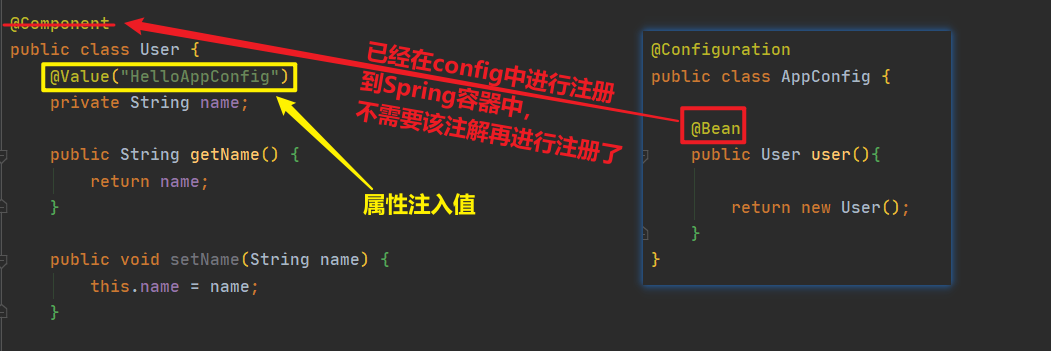 @Component
public class User {
@Value("HelloAppConfig")
private String name;
public String getName() {
return name;
}
public void setName(String name) {
this.name = name;
}
已经在config中进行注册
到Spring容器中，
不需要该注解再进行注册了
属性注入值
@Configuration
public class AppConfig {
@Bean
public User user(){
return new User();
}
}